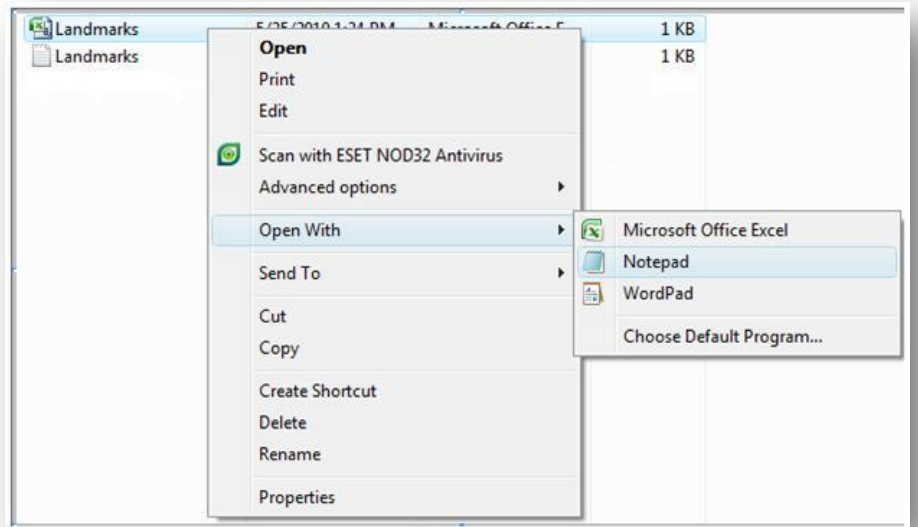 Landmarks 1 KB
Landmarks 1 KB
Open
Print
Edit
Scan with ESET NOD32 Antivirus
Advanced options
Open With
Send To
Cut
Copy
Create Shortcut
Delete
Rename
Properties
Microsoft Office Excel
Notepad
WordPad
Choose Default Program...